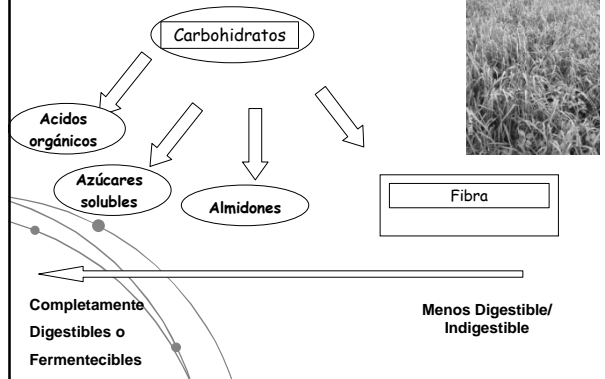 Carbohidratos
Acidos
orgánicos
Azúcares
solubles
Almidones
Fibra
Completamente
Digestibles o
Fermentecibles
Menos Digestible/
Indigestible